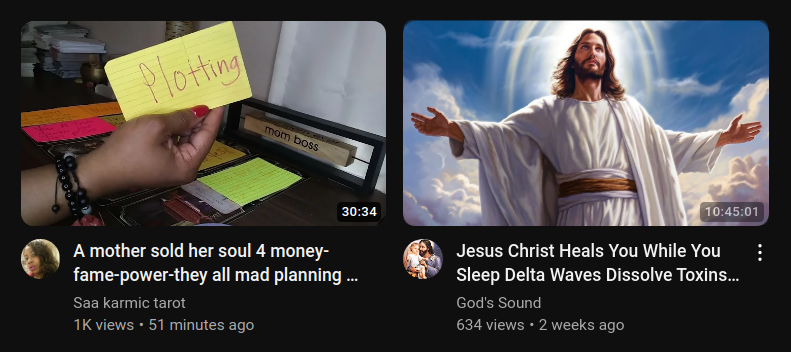 Plotting
mom boss
30:34
10:45:01
A mother sold her soul 4 money-
fame-power-they all mad planning ...
Saa karmic tarot
1K views • 51 minutes ago
Jesus Christ Heals You While You
Sleep Delta Waves Dissolve Toxins...
God's Sound
634 views • 2 weeks ago